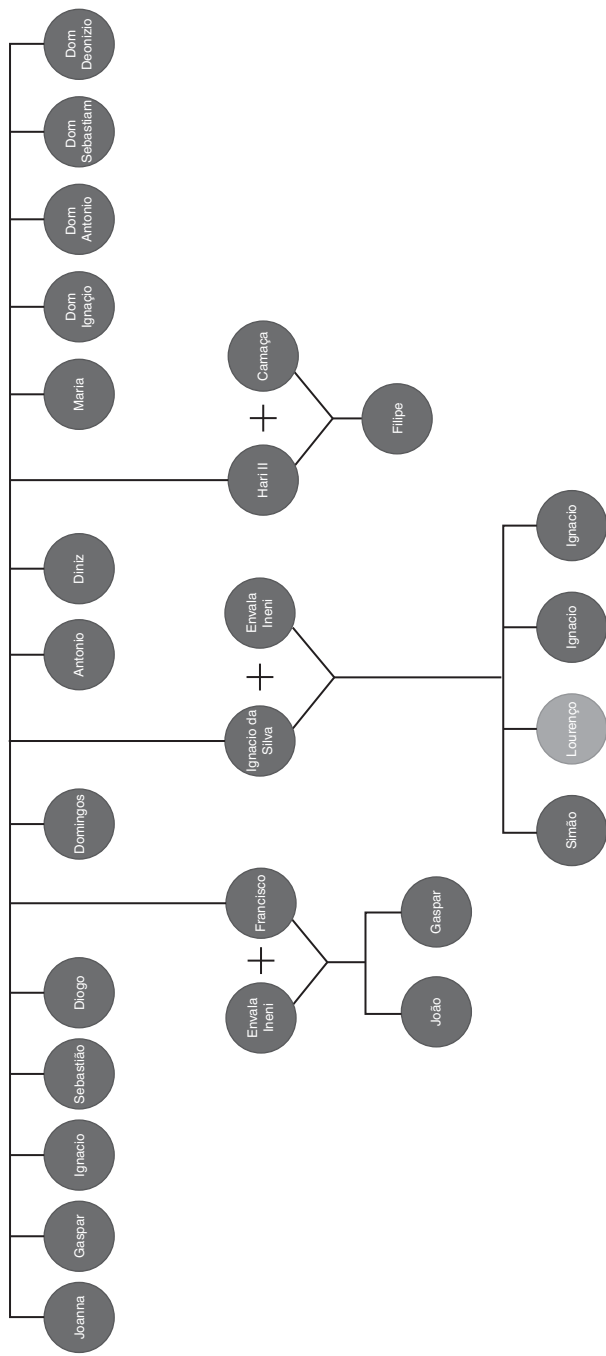 Joanna
Gaspar
Ignacio
Sebastião
Diogo
Domingos
Antonio
Diniz
Maria
Dom
Ignaçio
Dom
Antonio
Dom
Sebastiam
Dom
Deonizio
Envala
Ineni
+
Francisco
Ignacio da
Silva
+
Envala
Ineni
Hari II
+
Camaça
João
Gaspar
Filipe
Simão
Lourenço
Ignacio
Ignacio